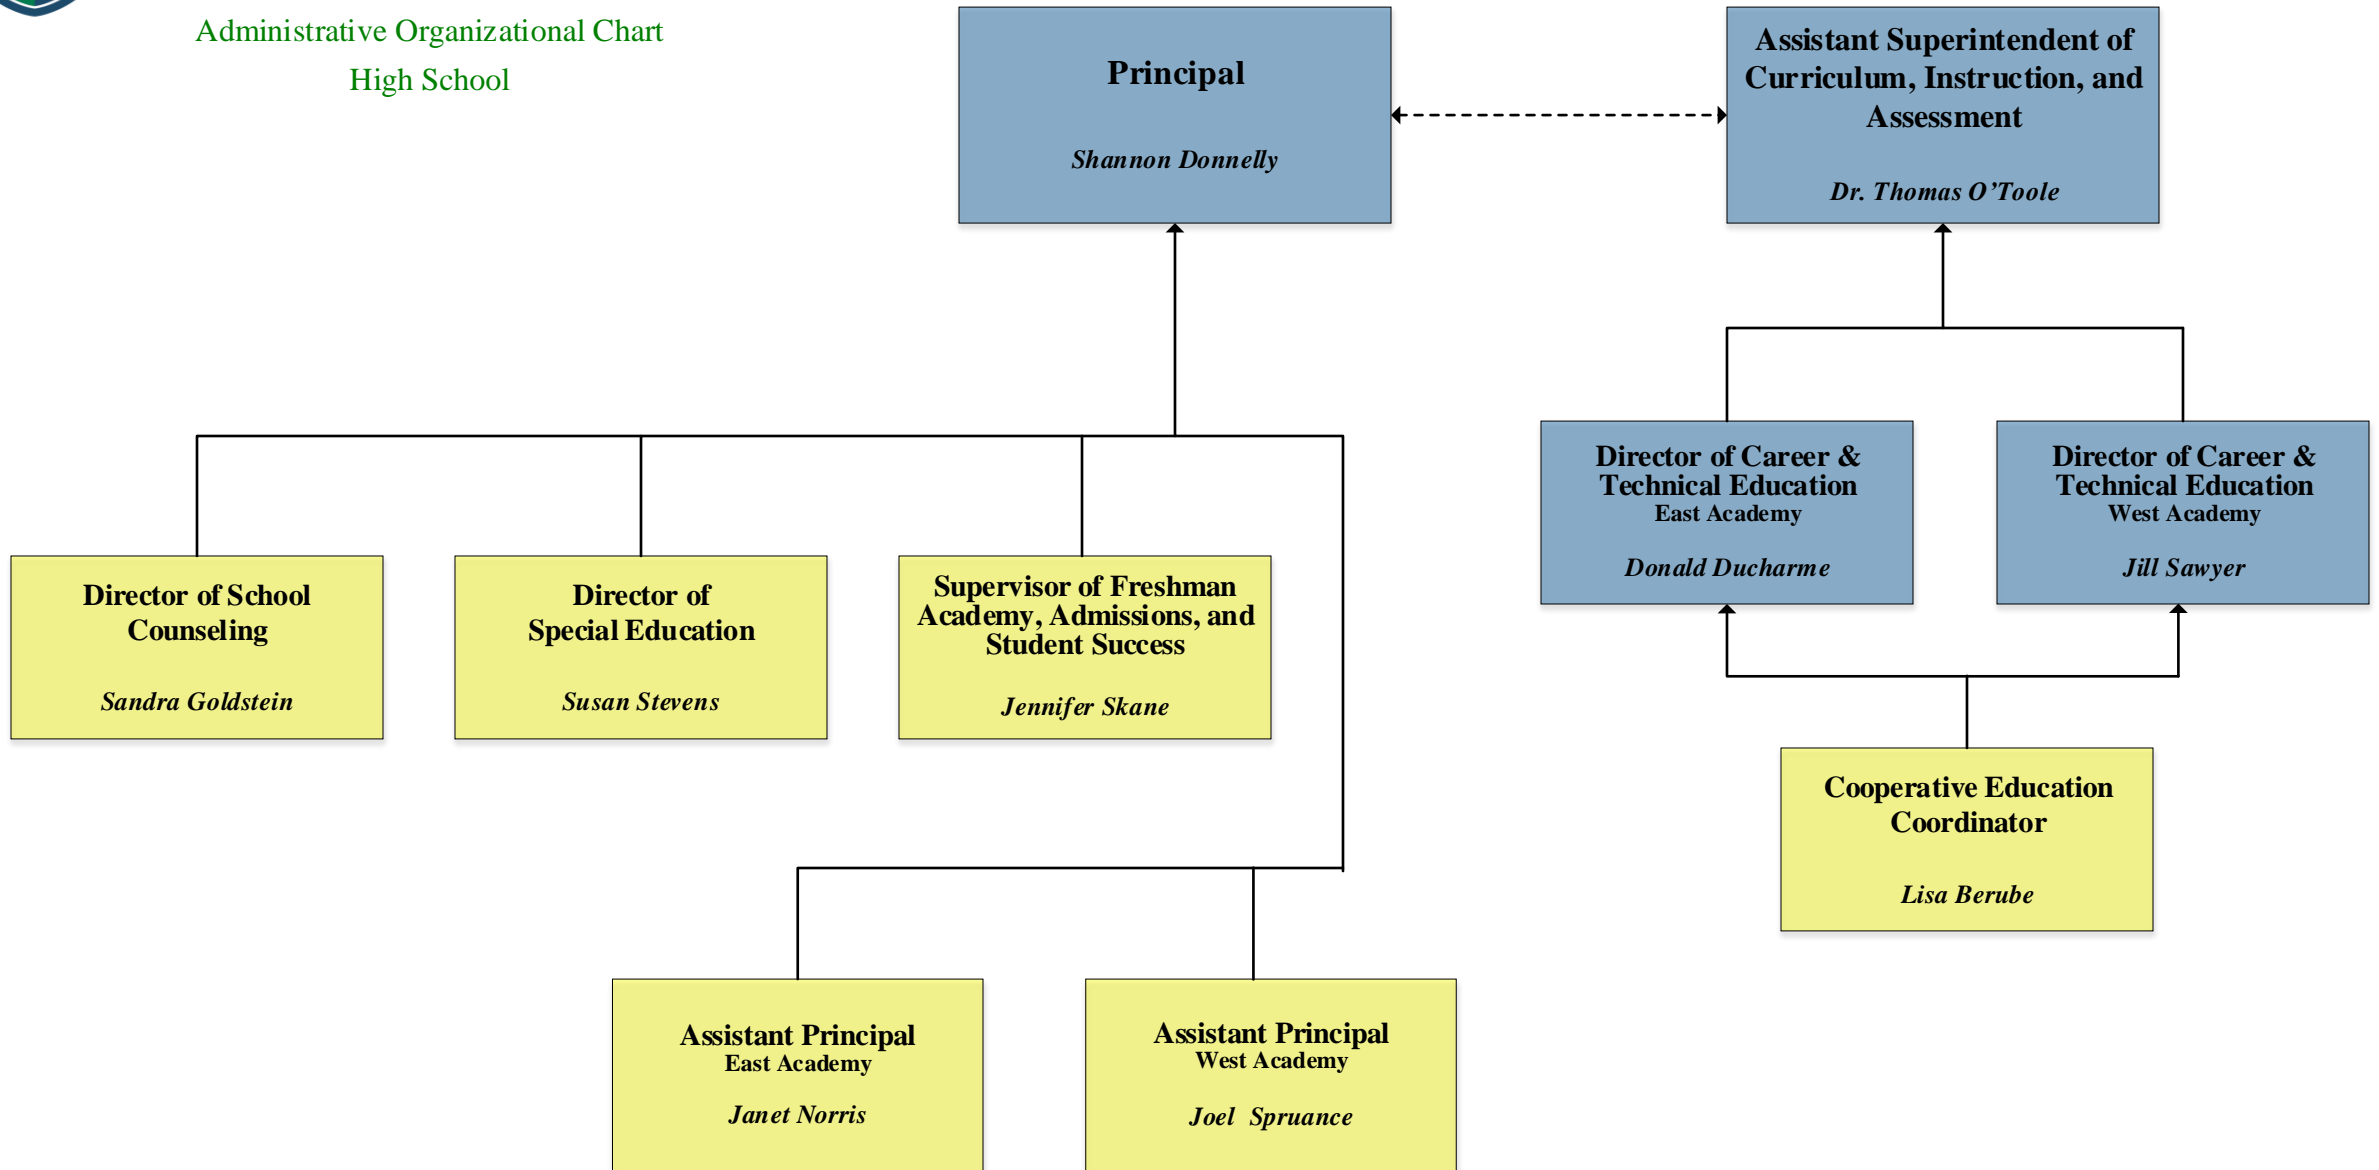 Administrative Organizational Chart
High School
Principal
Shannon Donnelly
Assistant Superintendent of
Curriculum, Instruction, and
Assessment
Dr. Thomas O’Toole
Director of Career &
Technical Education
East Academy
Donald Ducharme
Director of Career &
Technical Education
West Academy
Jill Sawyer
Director of School
Counseling
Sandra Goldstein
Director of
Special Education
Susan Stevens
Supervisor of Freshman
Academy, Admissions, and
Student Success
Jennifer Skane
Cooperative Education
Coordinator
Lisa Berube
Assistant Principal
East Academy
Janet Norris
Assistant Principal
West Academy
Joel  Spruance